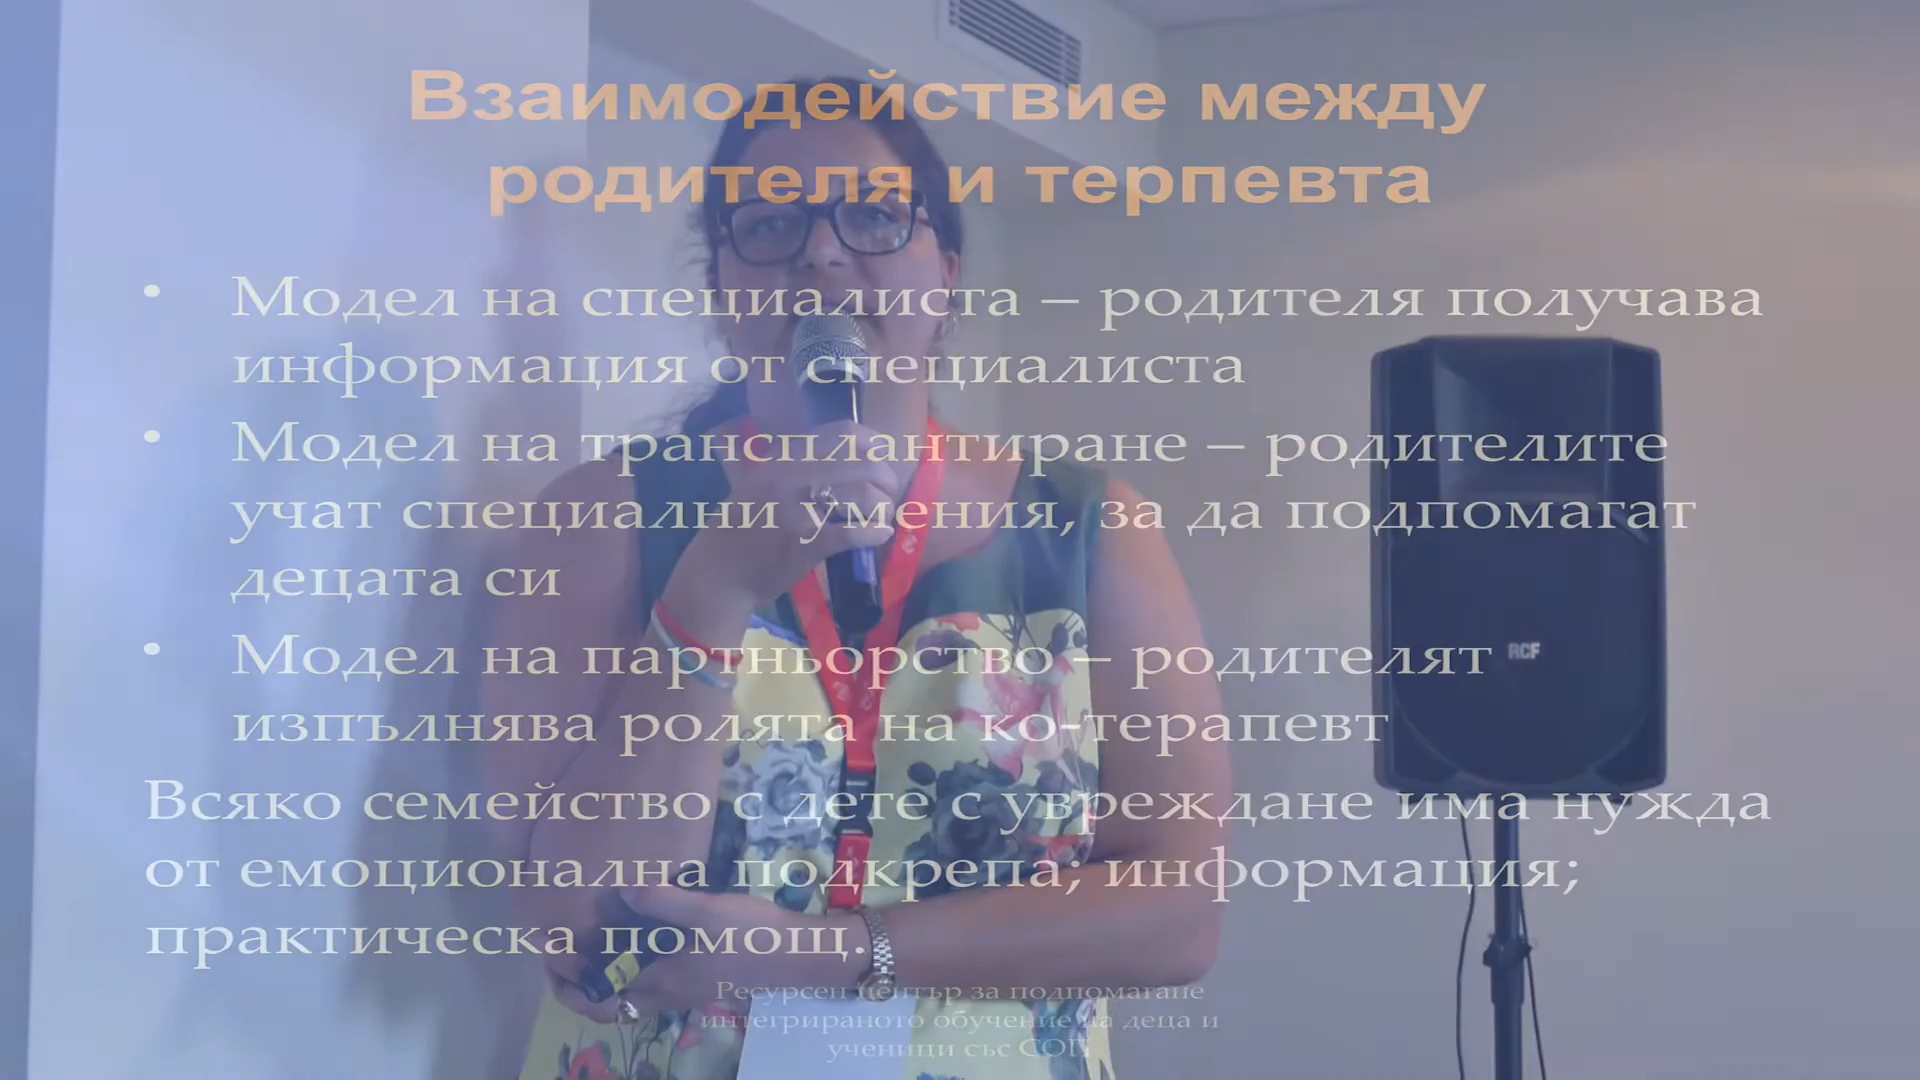 Взаимодействие между
родителя и терпевта
• Модел на специалиста – родителя получава
информация от специалиста
• Модел на трансплантиране – родителите
учат специални умения, за да подпомагат
децата си
• Модел на партньорство – родителят
изпълнява ролята на ко-терапевт
Всяко семейство с дете с увреждане има нужда
от емоционална подкрепа; информация;
практическа помощ.
Ресурсен център за подпомагане
интегрираното обучение на деца и
ученици със СОП
RCF